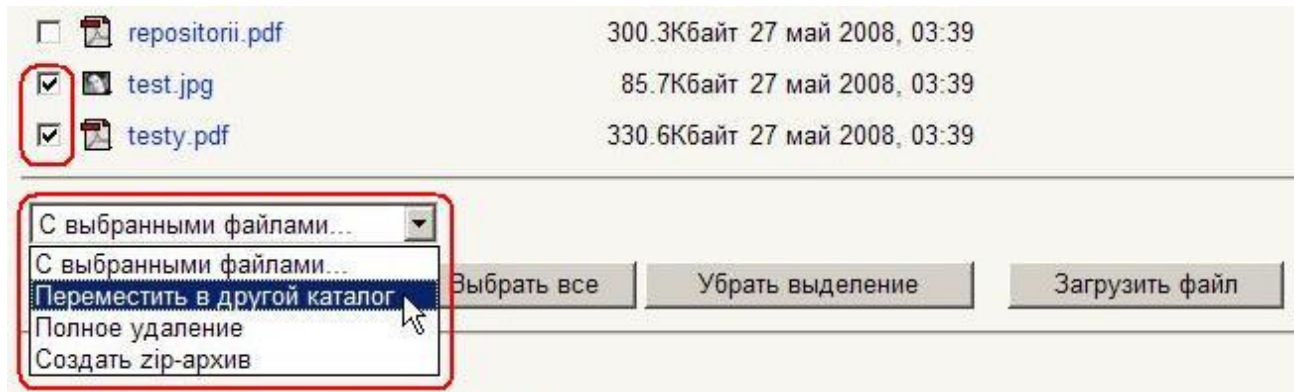 repositorii.pdf 300.3Кбайт 27 май 2008, 03:39
test.jpg 85.7Кбайт 27 май 2008, 03:39
testy.pdf 330.6Кбайт 27 май 2008, 03:39
С выбранными файлами...
С выбранными файлами...
Выбрать все Убрать выделение Загрузить файл
Переместить в другой каталог
Полное удаление
Создать zip-архив